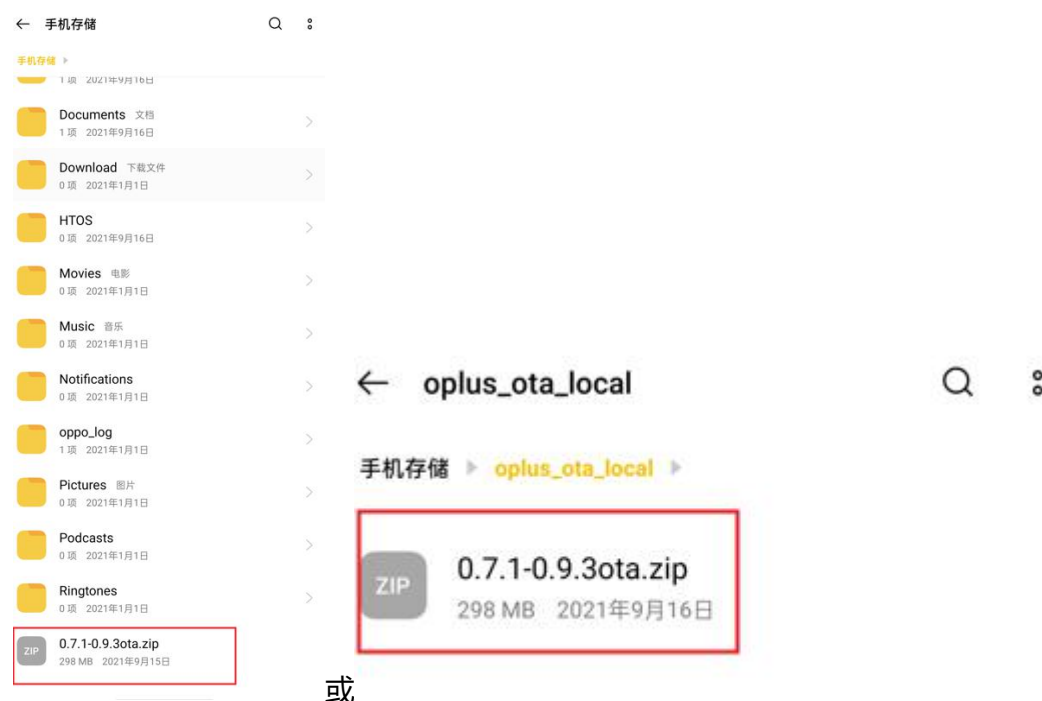 手机存储
手机存储
1 项 2021年9月16日
Documents 文档
1 项 2021年9月16日
Download 下载文件
0 项 2021年1月1日
HTOS
0 项 2021年9月16日
Movies 电影
0 项 2021年1月1日
Music 音乐
0 项 2021年1月1日
Notifications
0 项 2021年1月1日
oppo_log
1 项 2021年1月1日
Pictures 图片
0 项 2021年1月1日
Podcasts
0 项 2021年1月1日
Ringtones
0 项 2021年1月1日
ZIP
0.7.1-0.9.3ota.zip
298 MB 2021年9月15日
或
oplus_ota_local
手机存储 oplus_ota_local
ZIP
0.7.1-0.9.3ota.zip
298 MB 2021年9月16日